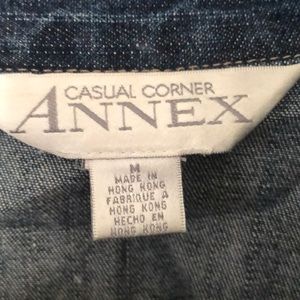 CASUAL CORNER
ANNEX
M
MADE IN
HONG KONG
FABRIQUE A
HONG KONG
HECHO EN
HONG KONG